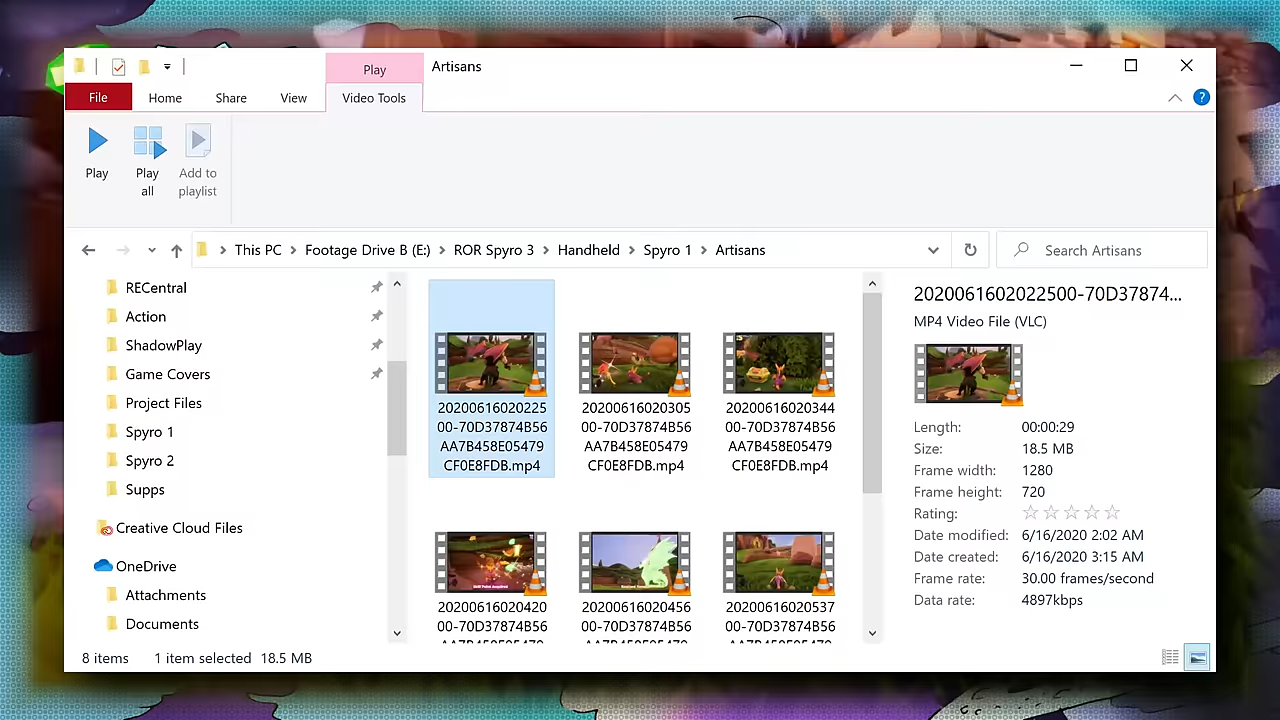 Play
Artisans
File
Home
Share
View
Video Tools
?
Play
Play
all
Add to
playlist
This PC
Footage Drive B (E:)
ROR Spyro 3
Handheld
Spyro 1
Artisans
Search Artisans
RECentral
Action
ShadowPlay
Game Covers
Project Files
Spyro 1
Spyro 2
Supps
Creative Cloud Files
OneDrive
Attachments
Documents
20200616020225
00-70D37874B56
AA7B458E05479
CF0E8FDB.mp4
20200616020305
00-70D37874B56
AA7B458E05479
CF0E8FDB.mp4
20200616020344
00-70D37874B56
AA7B458E05479
CF0E8FDB.mp4
20200616020420
00-70D37874B56
AA7B458E05479
20200616020456
00-70D37874B56
AA7B458E05479
20200616020537
00-70D37874B56
AA7B458E05479
2020061602022500-70D37874...
MP4 Video File (VLC)
Length: 00:00:29
Size: 18.5 MB
Frame width: 1280
Frame height: 720
Rating:
Date modified: 6/16/2020 2:02 AM
Date created: 6/16/2020 3:15 AM
Frame rate: 30.00 frames/second
Data rate: 4897kbps
8 items
1 item selected
18.5 MB